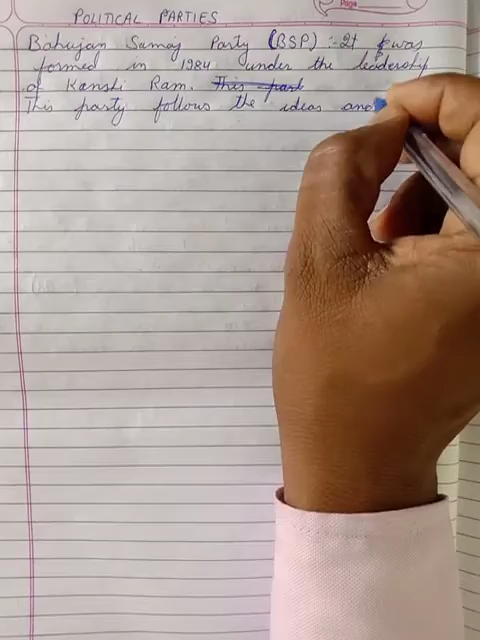 Page
POLITICAL PARTIES
Bahujan Samaj Party (BSP) :- It was
formed in 1984 under the leadership
of Kanshi Ram. This part
This party follows the ideas and